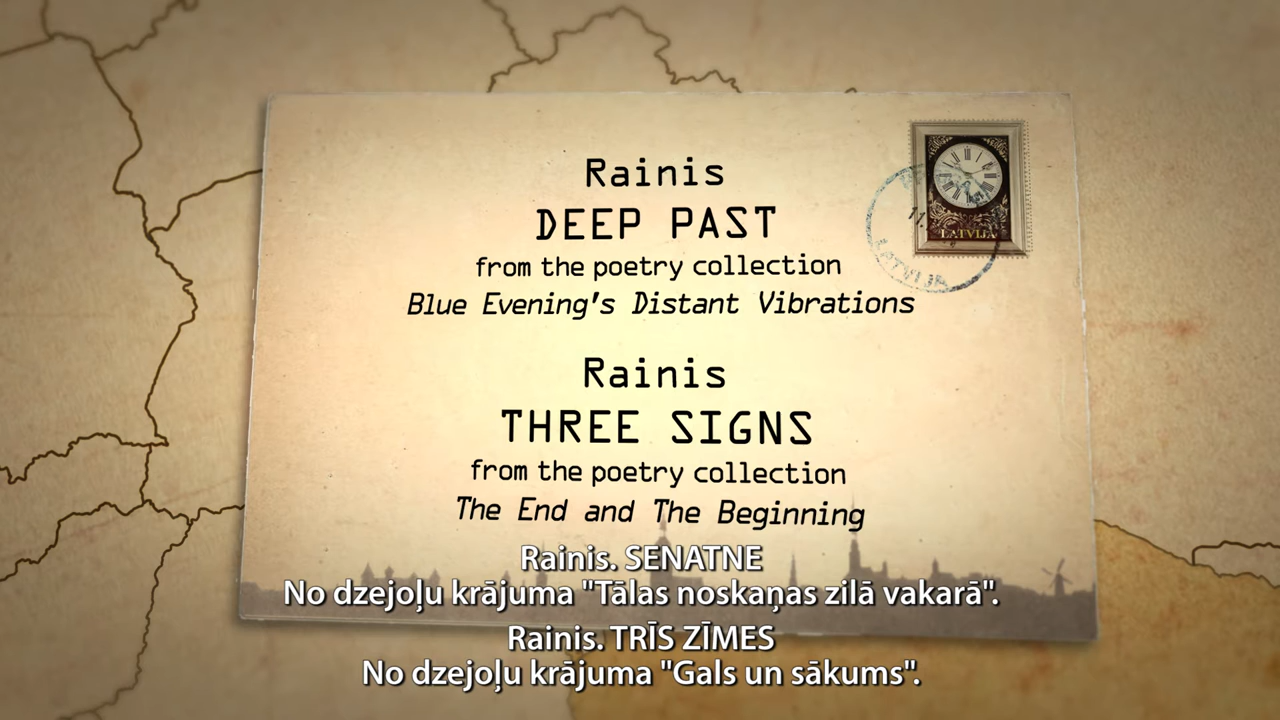 Rainis
DEEP PAST
from the poetry collection
Blue Evening's Distant Vibrations
LATVIJA
LATVIJA
Rainis
THREE SIGNS
from the poetry collection
The End and The Beginning
Rainis. SENATNE
No dzejoļu krājuma "Tālas noskaņas zilā vakarā".
Rainis. TRĪS ZĪMES
No dzejoļu krājuma "Gals un sākums".